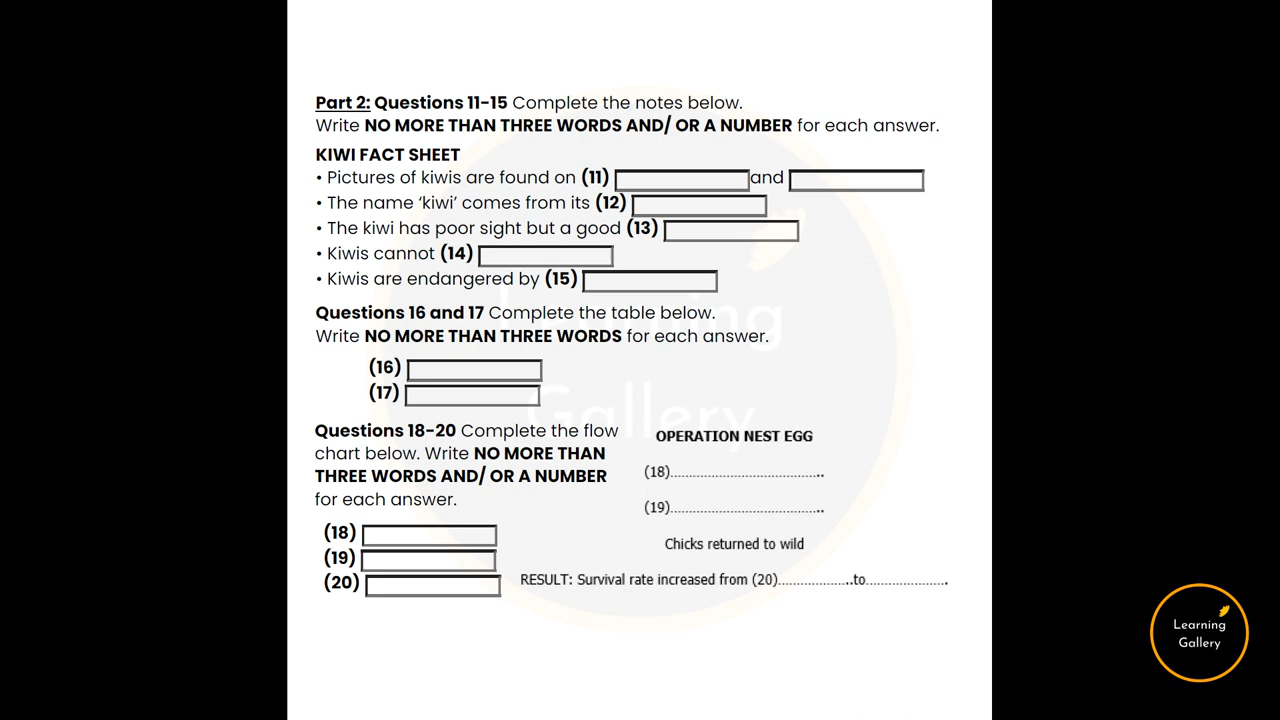 Part 2: Questions 11-15 Complete the notes below.
Write NO MORE THAN THREE WORDS AND/ OR A NUMBER for each answer.
KIWI FACT SHEET
• Pictures of kiwis are found on (11) and
• The name ‘kiwi’ comes from its (12)
• The kiwi has poor sight but a good (13)
• Kiwis cannot (14)
• Kiwis are endangered by (15)
Questions 16 and 17 Complete the table below.
Write NO MORE THAN THREE WORDS for each answer.
(16)
(17)
Questions 18-20 Complete the flow
chart below. Write NO MORE THAN
THREE WORDS AND/ OR A NUMBER
for each answer.
(18)
(19)
(20)
OPERATION NEST EGG
(18)........................................
(19)........................................
Chicks returned to wild
RESULT: Survival rate increased from (20)....................to......................
Learning
Gallery
Learning
Gallery